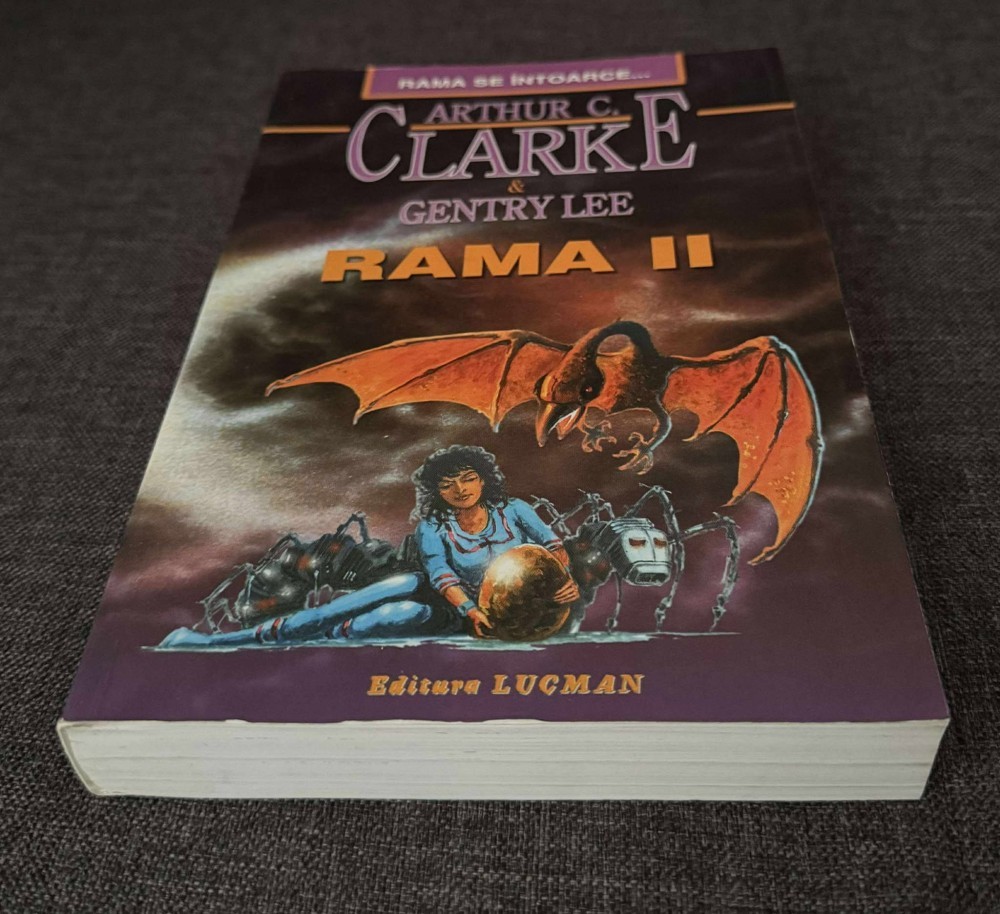 RAMA SE ÎNTOARCE...
ARTHUR C.
CLARKE
&
GENTRY LEE
RAMA II
Editura LUCMAN